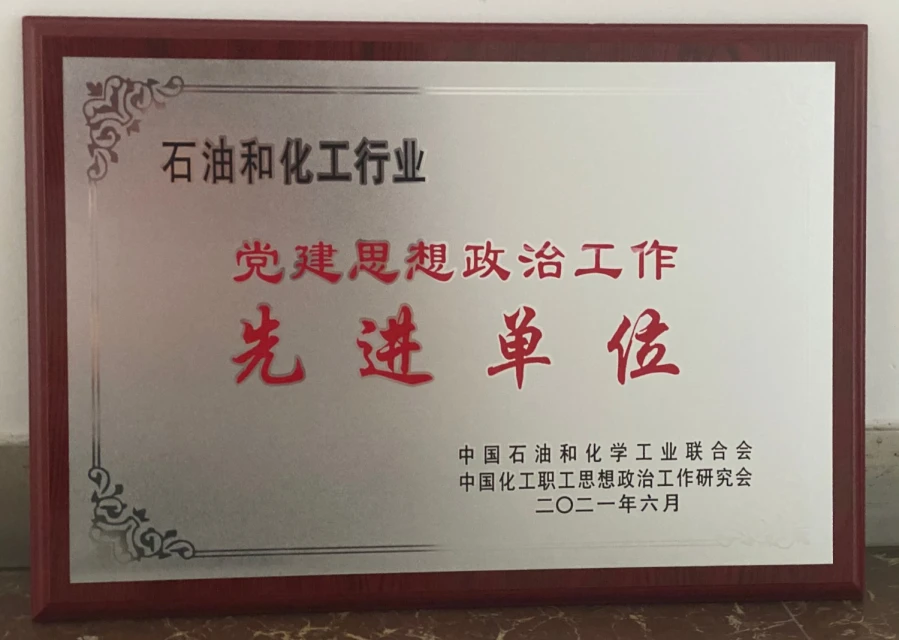 石油和化工行业
党建思想政治工作
先进单位
中国石油和化学工业联合会
中国化工职工思想政治工作研究会
二〇二一年六月